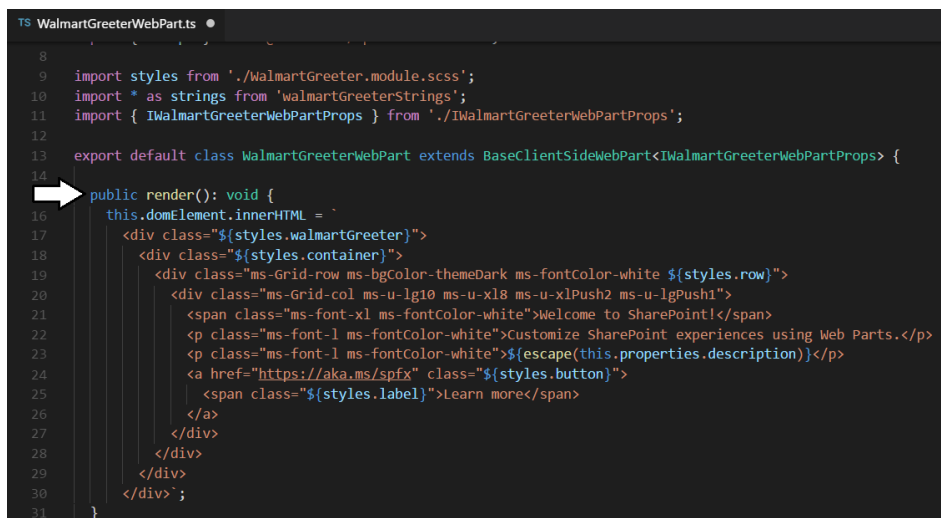 TS WalmartGreeterWebPart.ts
8
9 import styles from './WalmartGreeter.module.scss';
10 import * as strings from 'walmartGreeterStrings';
11 import { IWalmartGreeterWebPartProps } from './IWalmartGreeterWebPartProps';
12
13 export default class WalmartGreeterWebPart extends BaseClientSideWebPart<IWalmartGreeterWebPartProps> {
14
public render(): void {
16 this.domElement.innerHTML = `
17 <div class="${styles.walmartGreeter}">
18 <div class="${styles.container}">
19 <div class="ms-Grid-row ms-bgColor-themeDark ms-fontColor-white ${styles.row}">
20 <div class="ms-Grid-col ms-u-lg10 ms-u-xl8 ms-u-xlPush2 ms-u-lgPush1">
21 <span class="ms-font-xl ms-fontColor-white">Welcome to SharePoint!</span>
22 <p class="ms-font-l ms-fontColor-white">Customize SharePoint experiences using Web Parts.</p>
23 <p class="ms-font-l ms-fontColor-white">${escape(this.properties.description)}</p>
24 <a href="https://aka.ms/spfx" class="${styles.button}">
25 <span class="${styles.label}">Learn more</span>
26 </a>
27 </div>
28 </div>
29 </div>
30 </div>`;
31 }